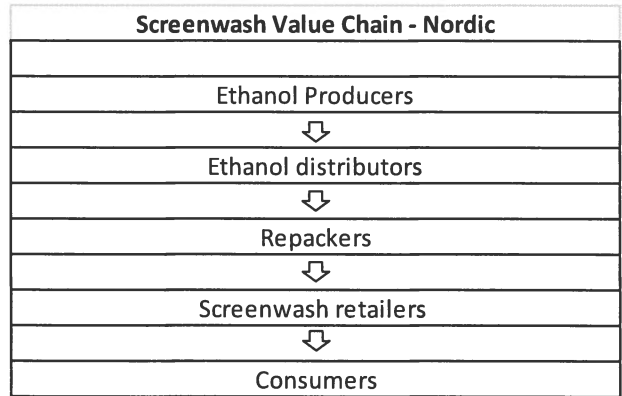 Screenwash Value Chain - Nordic
Ethanol Producers
Ethanol distributors
Repackers
Screenwash retailers
Consumers